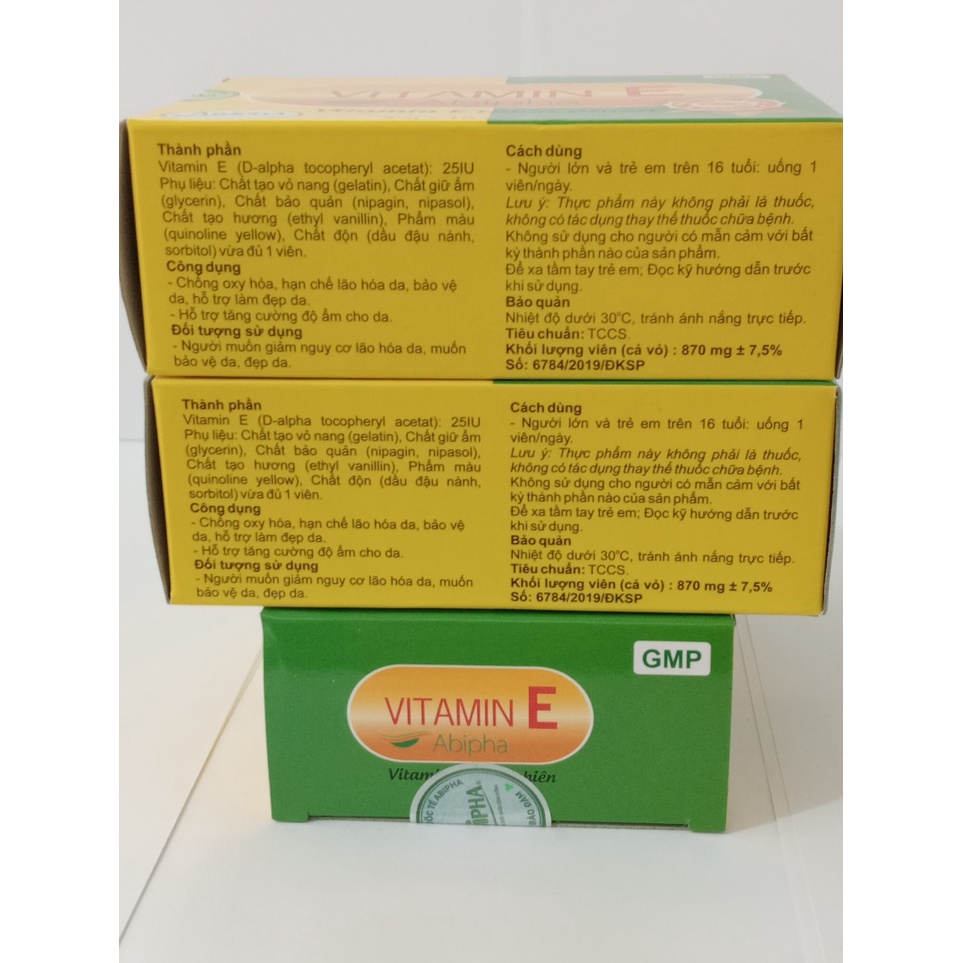 VITAMIN E
Abipha
Thành phần
Vitamin E (D-alpha tocopheryl acetat): 25IU
Phụ liệu: Chất tạo vỏ nang (gelatin), Chất giữ ẩm
(glycerin), Chất bảo quản (nipagin, nipasol),
Chất tạo hương (ethyl vanillin), Phẩm màu
(quinoline yellow), Chất độn (dầu đậu nành,
sorbitol) vừa đủ 1 viên.
Công dụng
- Chống oxy hóa, hạn chế lão hóa da, bảo vệ
da, hỗ trợ làm đẹp da.
- Hỗ trợ tăng cường độ ẩm cho da.
Đối tượng sử dụng
- Người muốn giảm nguy cơ lão hóa da, muốn
bảo vệ da, đẹp da.
Cách dùng
- Người lớn và trẻ em trên 16 tuổi: uống 1
viên/ngày.
Lưu ý: Thực phẩm này không phải là thuốc,
không có tác dụng thay thế thuốc chữa bệnh.
Không sử dụng cho người có mẫn cảm với bất
kỳ thành phần nào của sản phẩm.
Để xa tầm tay trẻ em; Đọc kỹ hướng dẫn trước
khi sử dụng.
Bảo quản
Nhiệt độ dưới 30°C, tránh ánh nắng trực tiếp.
Tiêu chuẩn: TCCS.
Khối lượng viên (cả vỏ) : 870 mg ± 7,5%
Số: 6784/2019/ĐKSP
Thành phần
Vitamin E (D-alpha tocopheryl acetat): 25IU
Phụ liệu: Chất tạo vỏ nang (gelatin), Chất giữ ẩm
(glycerin), Chất bảo quản (nipagin, nipasol),
Chất tạo hương (ethyl vanillin), Phẩm màu
(quinoline yellow), Chất độn (dầu đậu nành,
sorbitol) vừa đủ 1 viên.
Công dụng
- Chống oxy hóa, hạn chế lão hóa da, bảo vệ
da, hỗ trợ làm đẹp da.
- Hỗ trợ tăng cường độ ẩm cho da.
Đối tượng sử dụng
- Người muốn giảm nguy cơ lão hóa da, muốn
bảo vệ da, đẹp da.
Cách dùng
- Người lớn và trẻ em trên 16 tuổi: uống 1
viên/ngày.
Lưu ý: Thực phẩm này không phải là thuốc,
không có tác dụng thay thế thuốc chữa bệnh.
Không sử dụng cho người có mẫn cảm với bất
kỳ thành phần nào của sản phẩm.
Để xa tầm tay trẻ em; Đọc kỹ hướng dẫn trước
khi sử dụng.
Bảo quản
Nhiệt độ dưới 30°C, tránh ánh nắng trực tiếp.
Tiêu chuẩn: TCCS.
Khối lượng viên (cả vỏ) : 870 mg ± 7,5%
Số: 6784/2019/ĐKSP
GMP
VITAMIN E
Abipha
TẾ ABIPHA
BẢO ĐẢM